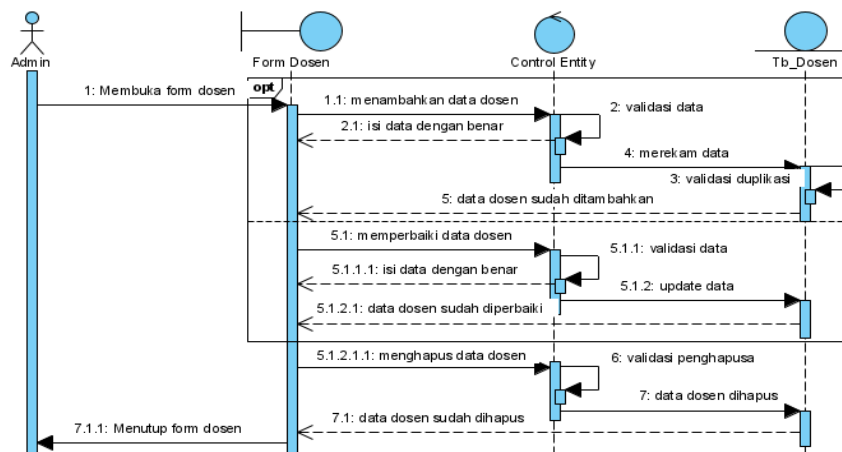 Admin
Form Dosen
Control Entity
Tb_Dosen
opt
1: Membuka form dosen
1.1: menambahkan data dosen
2: validasi data
2.1: isi data dengan benar
4: merekam data
3: validasi duplikasi
5: data dosen sudah ditambahkan
5.1: memperbaiki data dosen
5.1.1: validasi data
5.1.1.1: isi data dengan benar
5.1.2: update data
5.1.2.1: data dosen sudah diperbaiki
5.1.2.1.1: menghapus data dosen
6: validasi penghapusa
7: data dosen dihapus
7.1: data dosen sudah dihapus
7.1.1: Menutup form dosen